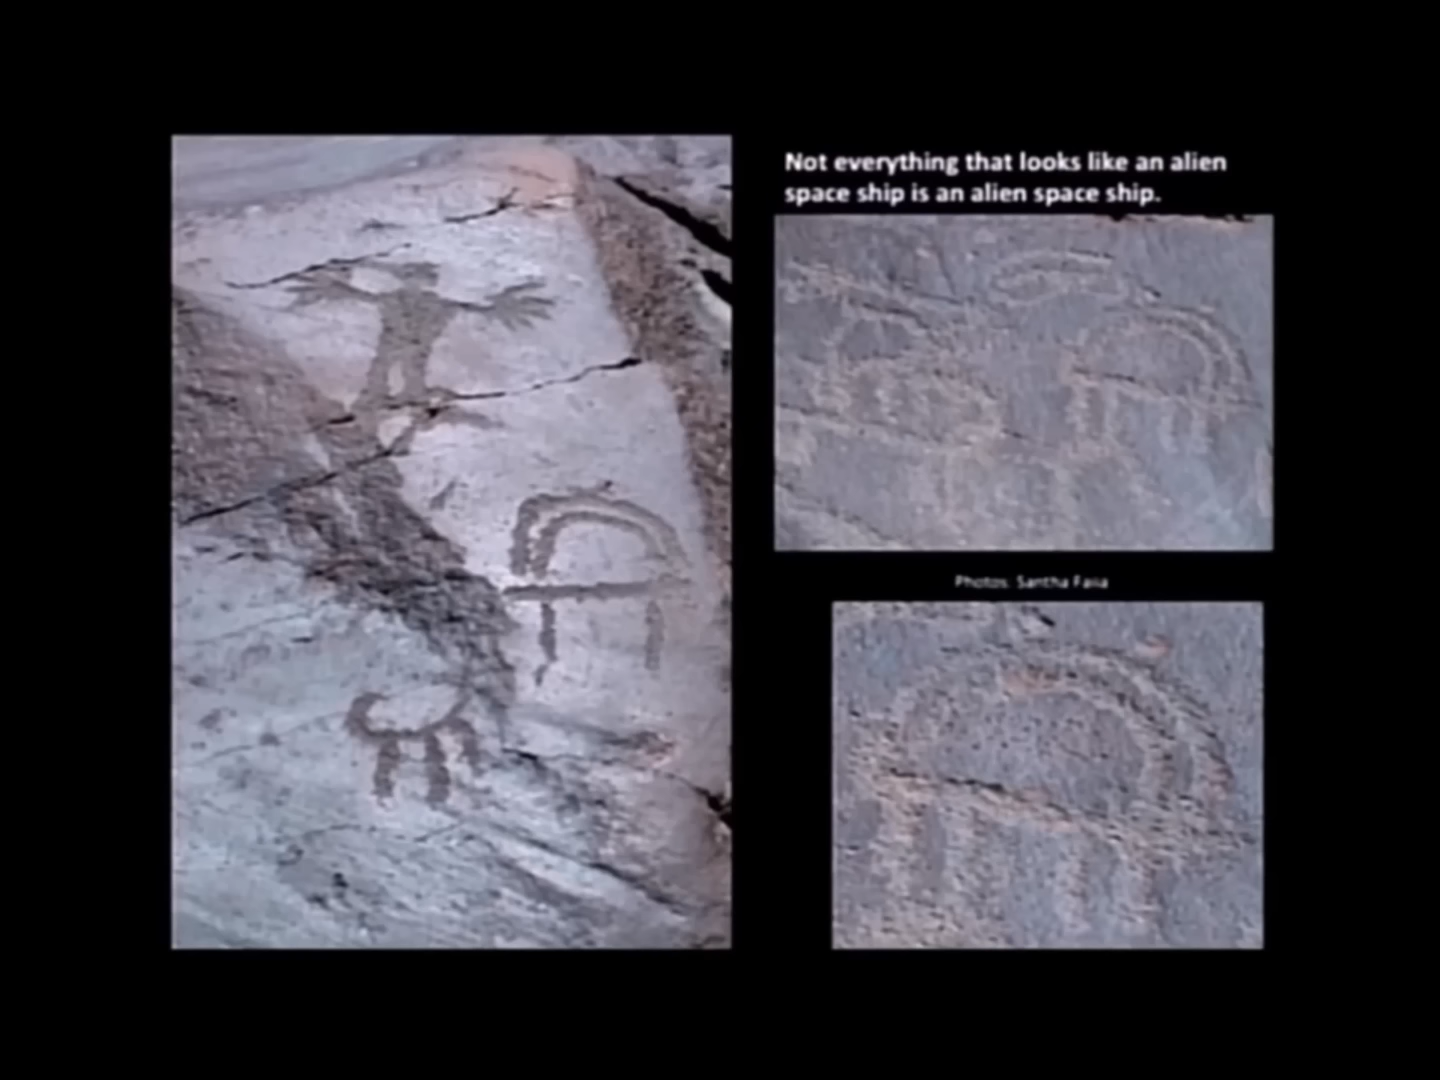 Not everything that looks like an alien
space ship is an alien space ship.
Photos: Santha Faiia